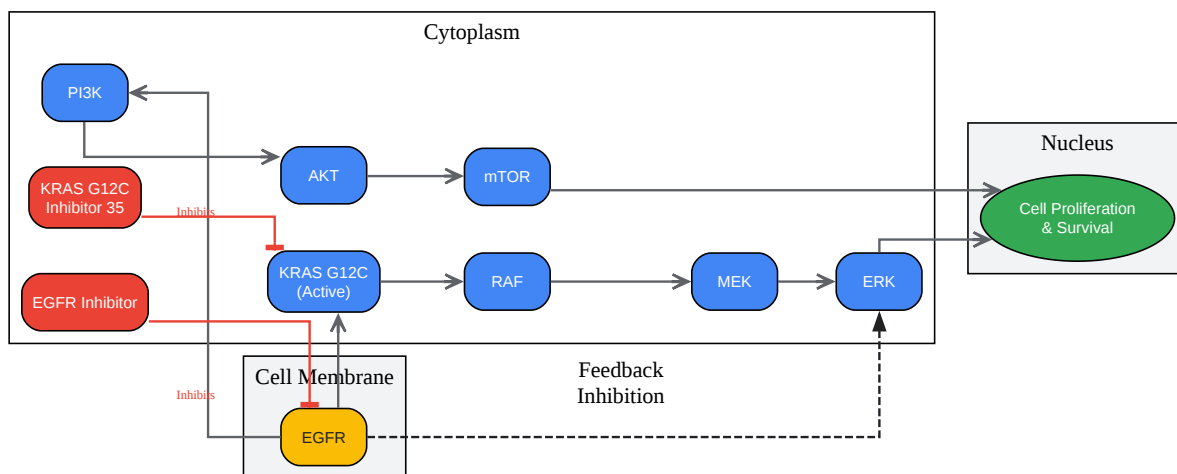 Cytoplasm
PI3K
AKT
mTOR
Nucleus
Cell Proliferation
& Survival
KRAS G12C
Inhibitor 35
Inhibits
KRAS G12C
(Active)
RAF
MEK
ERK
EGFR Inhibitor
Cell Membrane
Feedback
Inhibition
Inhibits
EGFR